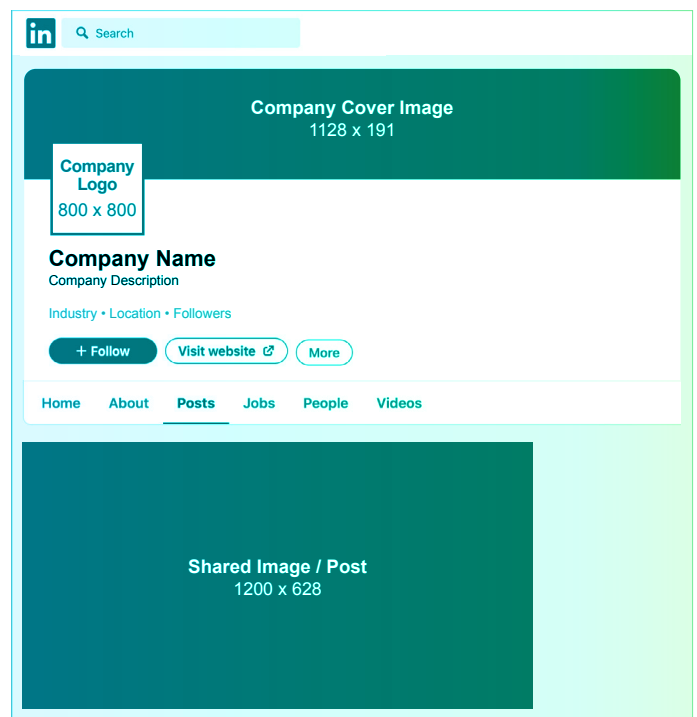 in
Search
Company Cover Image
1128 x 191
Company
Logo
800 x 800
Company Name
Company Description
Industry • Location • Followers
+ Follow
Visit website
More
Home About Posts Jobs People Videos
Shared Image / Post
1200 x 628